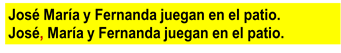 José María y Fernanda juegan en el patio.
José, María y Fernanda juegan en el patio.